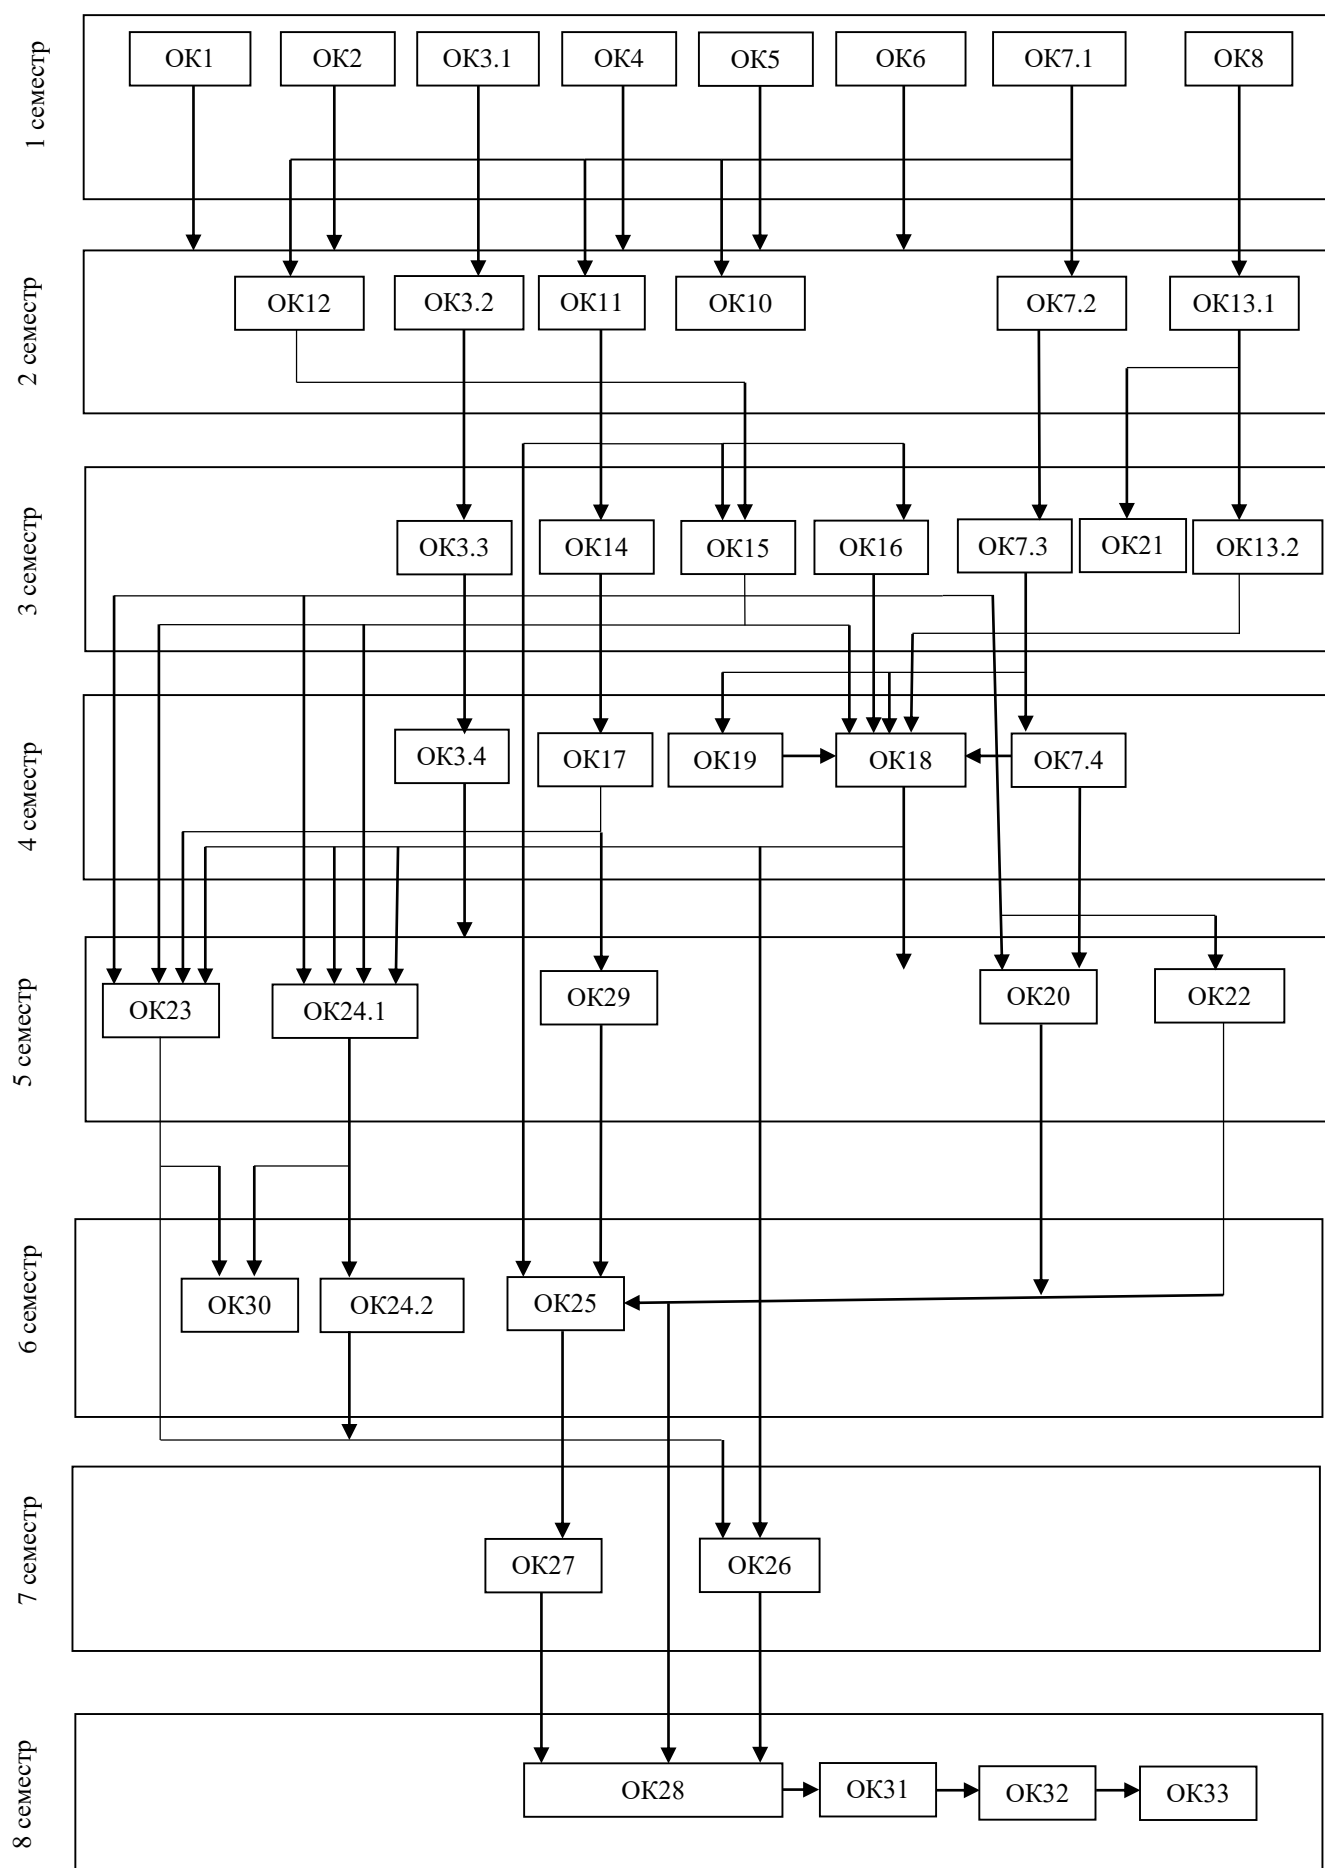 1 семестр
ОК1 ОК2 ОК3.1 ОК4 ОК5 ОК6 ОК7.1 ОК8
2 семестр
ОК12 ОК3.2 ОК11 ОК10 ОК7.2 ОК13.1
3 семестр
ОК3.3 ОК14 ОК15 ОК16 ОК7.3 ОК21 ОК13.2
4 семестр
ОК3.4 ОК17 ОК19 ОК18 ОК7.4
5 семестр
ОК23 ОК24.1 ОК29 ОК20 ОК22
6 семестр
ОК30 ОК24.2 ОК25
7 семестр
ОК27 ОК26
8 семестр
ОК28 ОК31 ОК32 ОК33